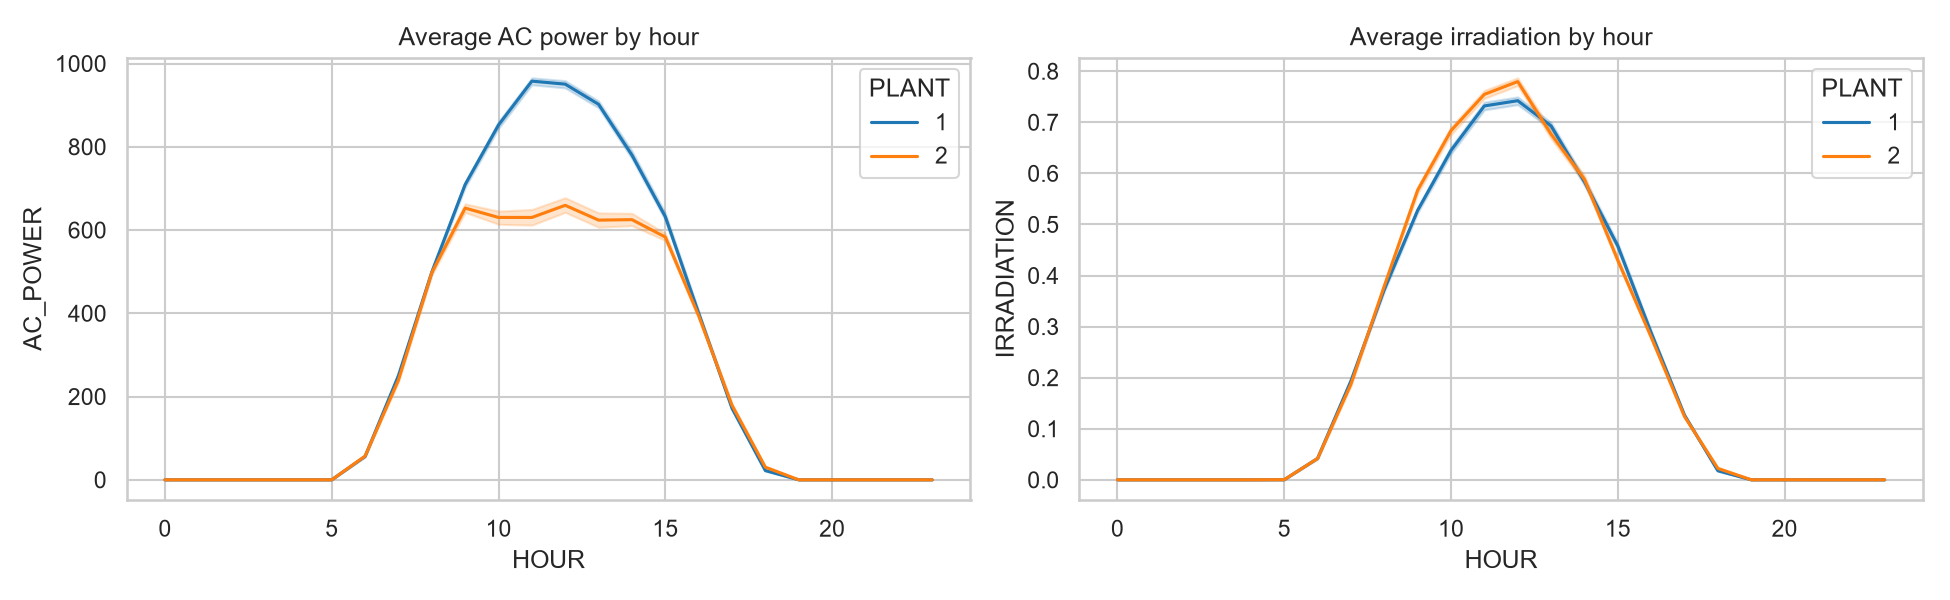 Average AC power by hour
1000
800
600
400
200
0
AC_POWER
0 5 10 15 20
HOUR
PLANT
1
2
Average irradiation by hour
0.8
0.7
0.6
0.5
0.4
0.3
0.2
0.1
0.0
IRRADIATION
0 5 10 15 20
HOUR
PLANT
1
2